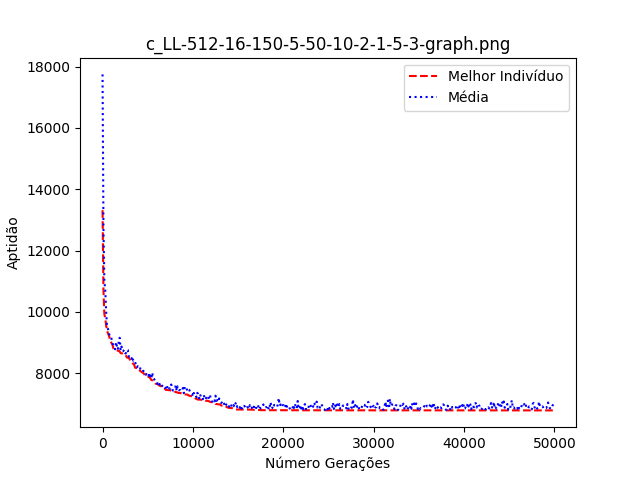 c_LL-512-16-150-5-50-10-2-1-5-3-graph.png
Melhor Indivíduo
Média
18000
16000
14000
12000
10000
8000
Aptidão
0
10000
20000
30000
40000
50000
Número Gerações